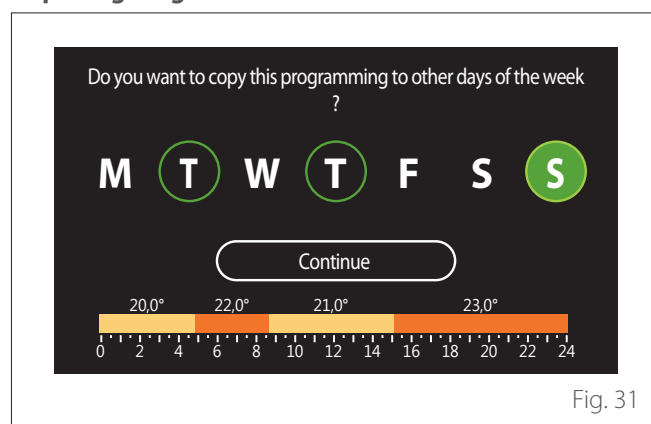 Do you want to copy this programming to other days of the week
?
M T W T F S S
Continue
20,0° 22,0° 21,0° 23,0°
0 2 4 6 8 10 12 14 16 18 20 22 24
Fig. 31